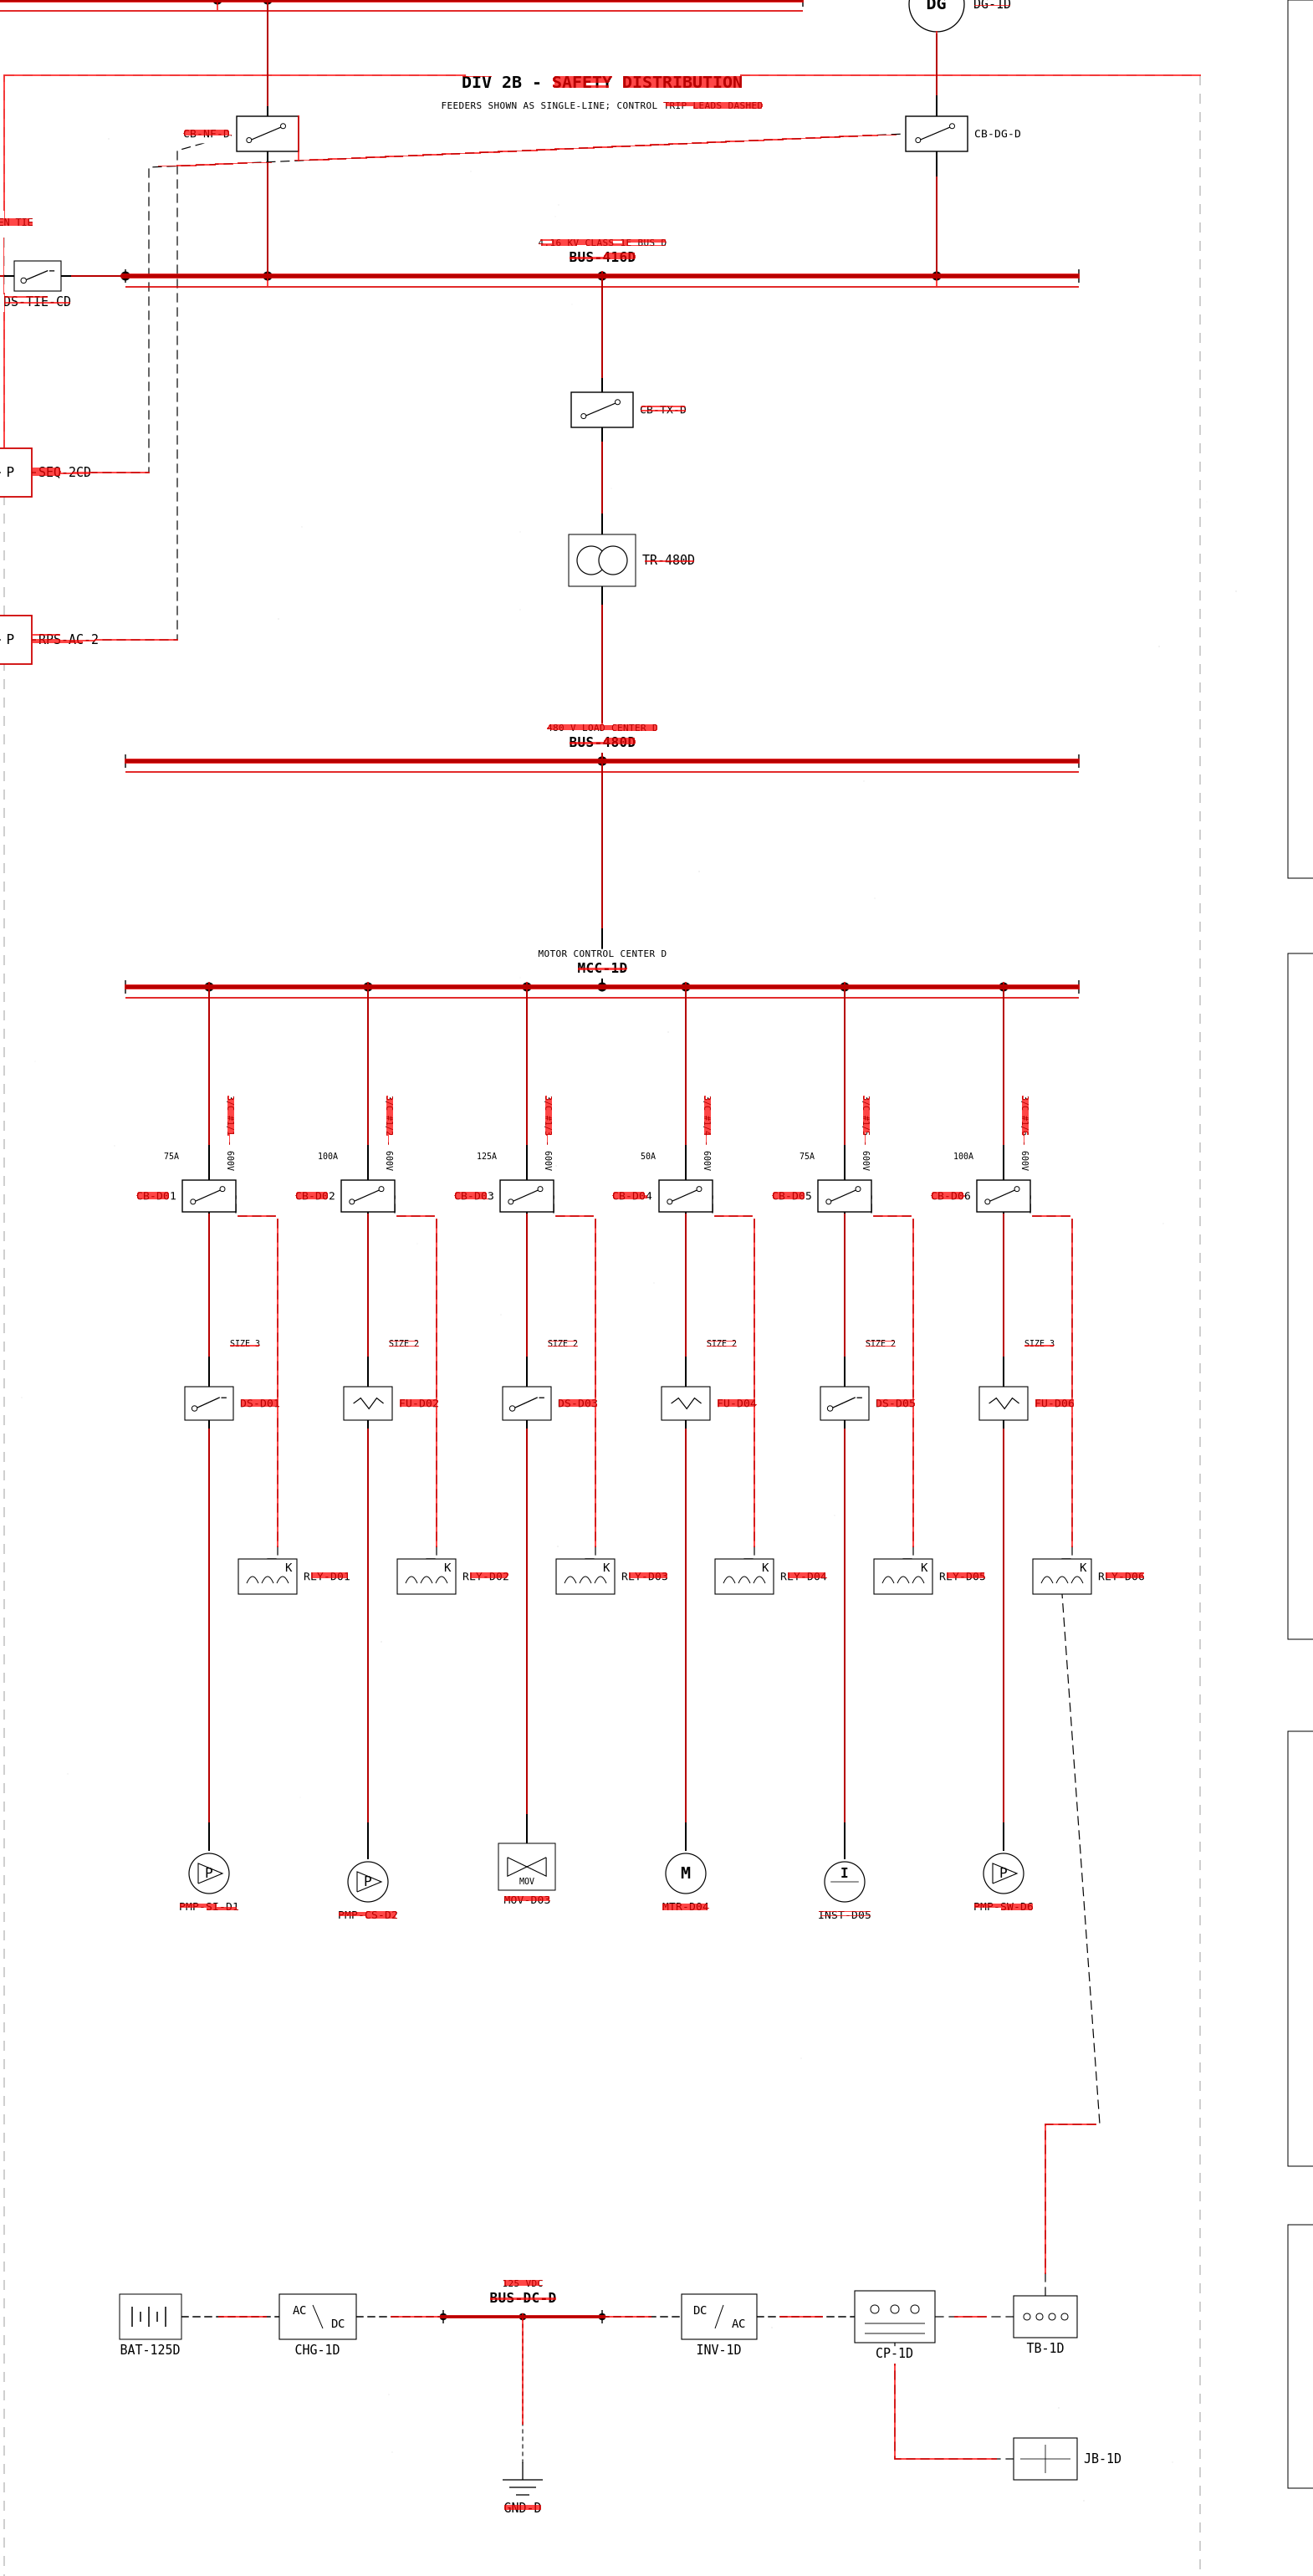 DG
DG-1D
DIV 2B - SAFETY DISTRIBUTION
FEEDERS SHOWN AS SINGLE-LINE; CONTROL TRIP LEADS DASHED
CB-NF-D
CB-DG-D
EN TIE
4.16 KV CLASS 1E BUS D
BUS-416D
DS-TIE-CD
CB-TX-D
P
SEQ-2CD
TR-480D
P
RPS-AC-2
480 V LOAD CENTER D
BUS-480D
MOTOR CONTROL CENTER D
MCC-1D
600V
600V
600V
600V
600V
600V
75A
100A
125A
50A
75A
100A
CB-D01
CB-D02
CB-D03
CB-D04
CB-D05
CB-D06
SIZE 3
SIZE 2
SIZE 2
SIZE 2
SIZE 2
SIZE 3
DS-D01
FU-D02
DS-D03
FU-D04
DS-D05
FU-D06
K
K
K
K
K
K
RLY-D01
RLY-D02
RLY-D03
RLY-D04
RLY-D05
RLY-D06
P
P
MOV
M
I
P
PMP-SI-D1
PMP-CS-D2
MOV-D03
MTR-D04
INST-D05
PMP-SW-D6
125 VDC
BUS-DC-D
AC
DC
DC
AC
BAT-125D
CHG-1D
INV-1D
CP-1D
TB-1D
JB-1D
GND-D